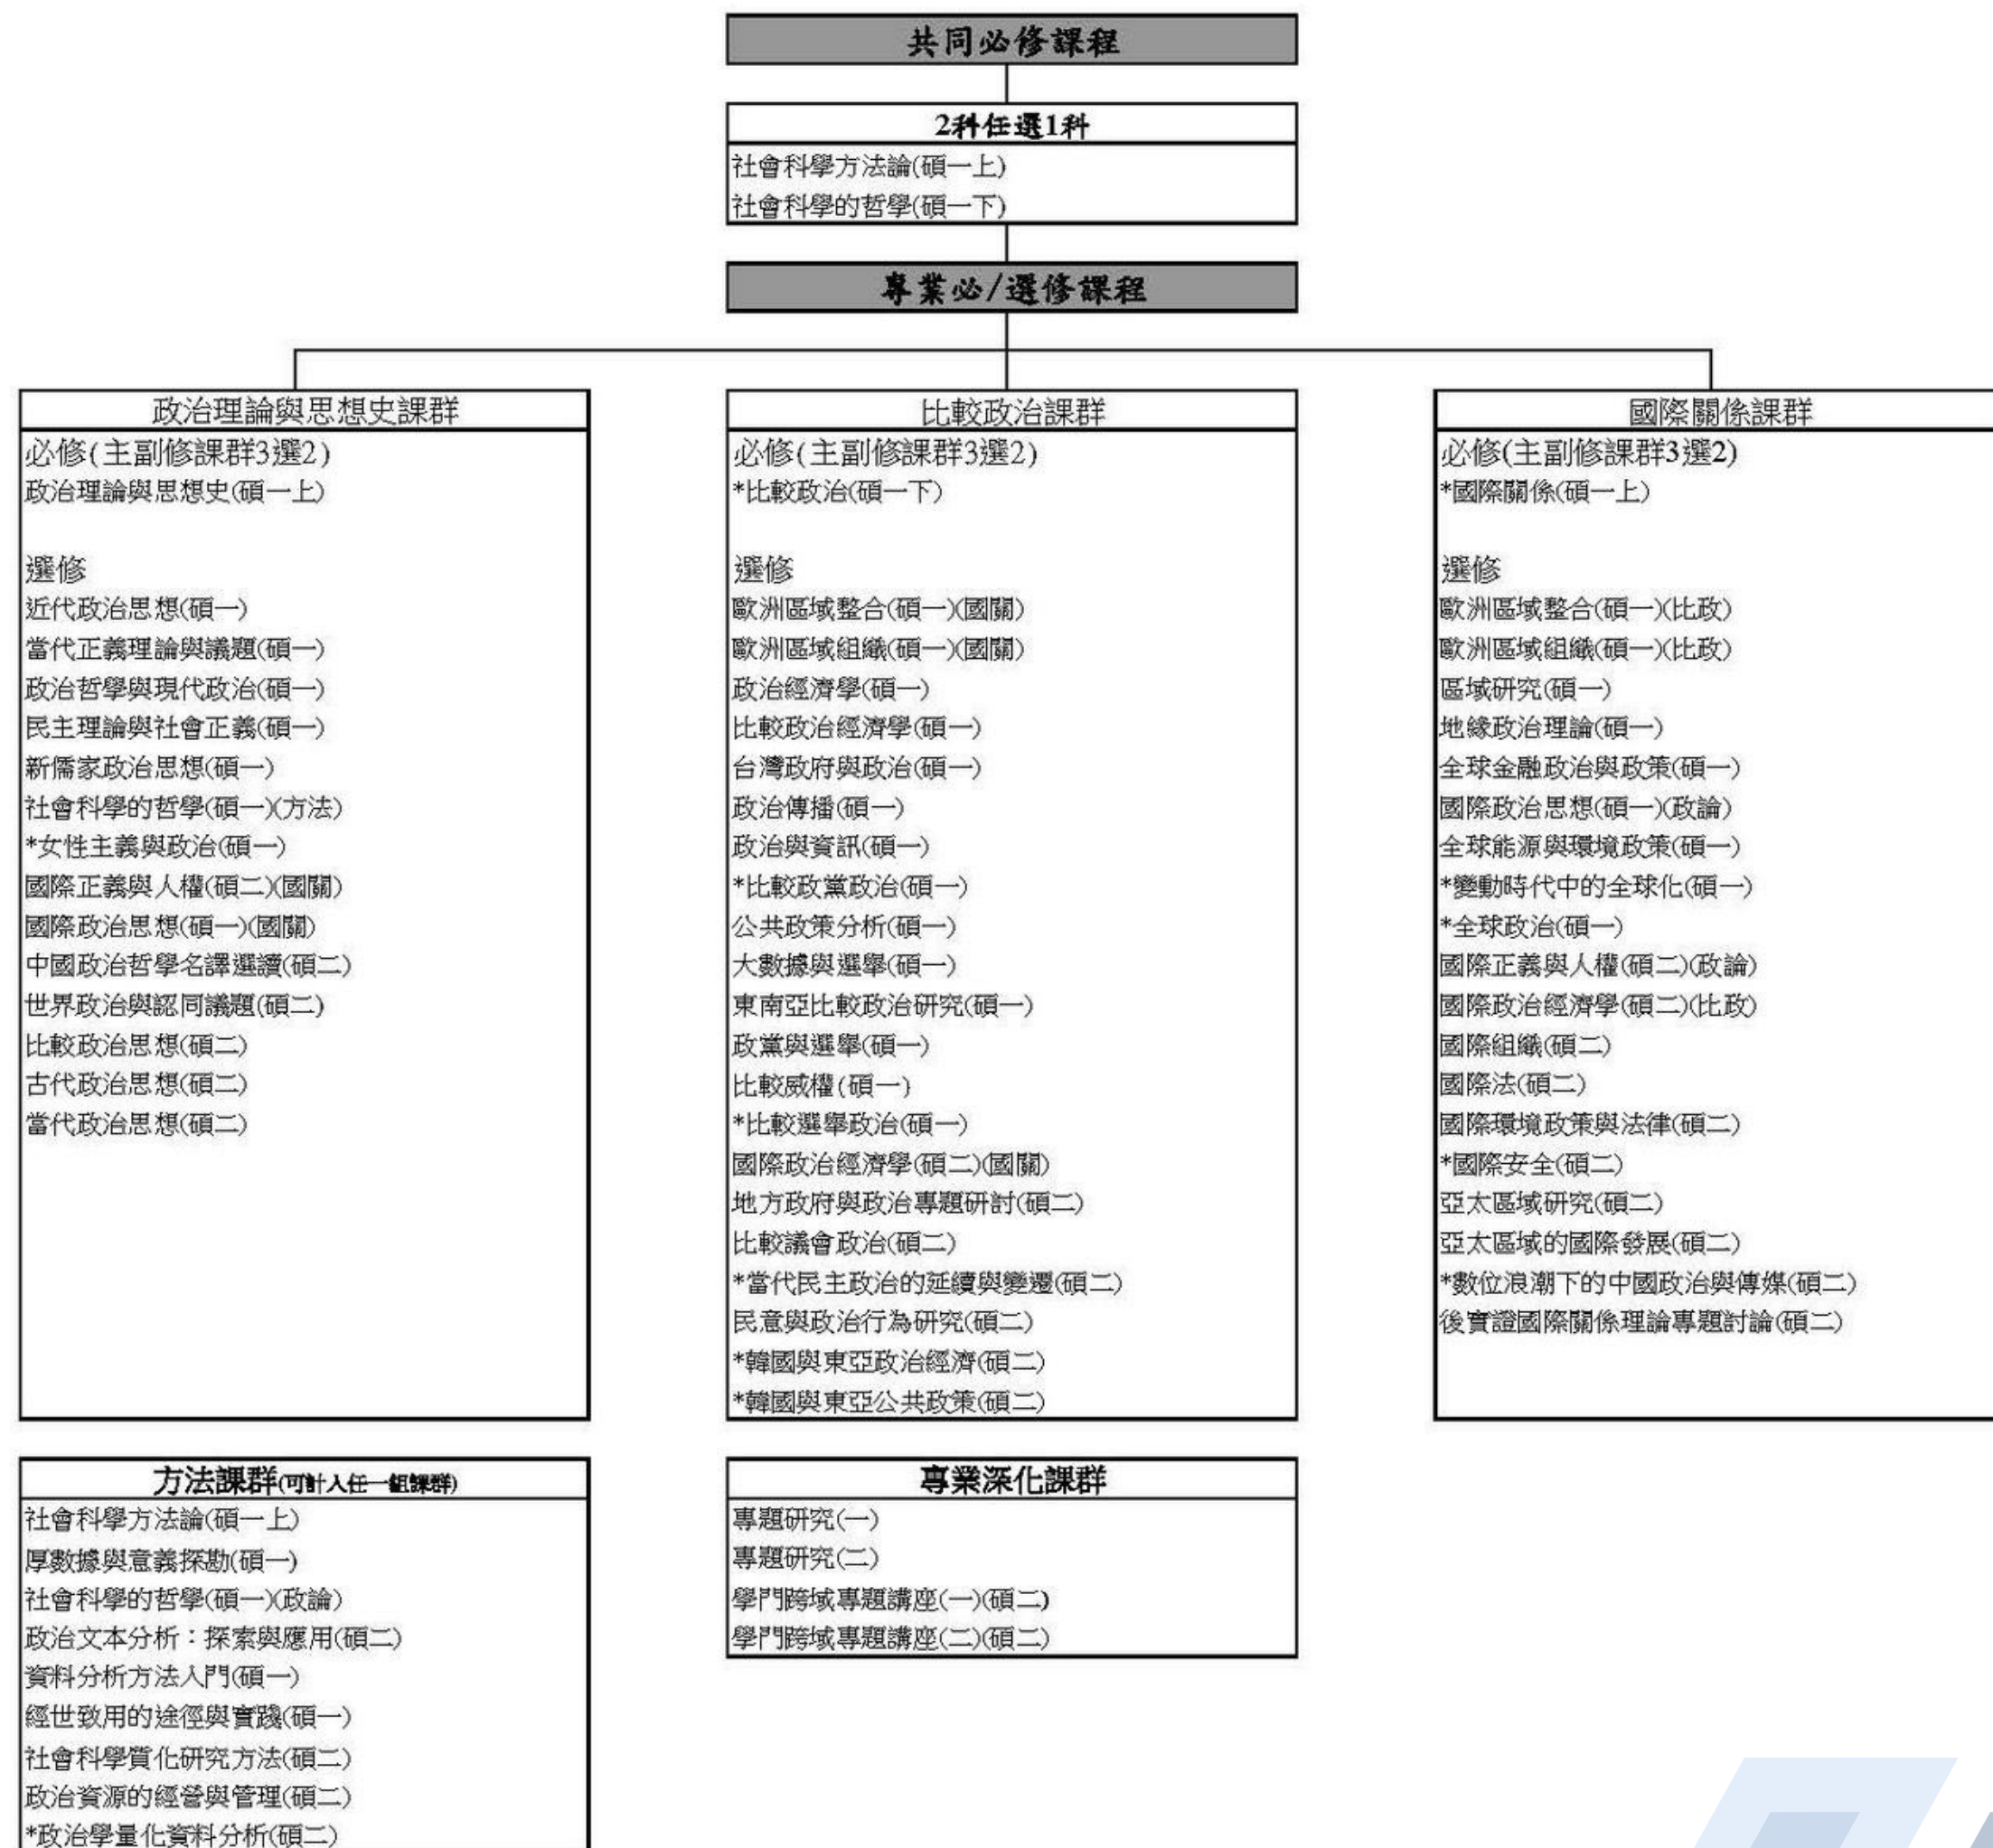 共同必修課程
2科任選1科
社會科學方法論(碩一上)
社會科學的哲學(碩一下)
專業必/選修課程
政治理論與思想史課群
必修(主副修課群3選2)
政治理論與思想史(碩一上)
選修
近代政治思想(碩一)
當代正義理論與議題(碩一)
政治哲學與現代政治(碩一)
民主理論與社會正義(碩一)
新儒家政治思想(碩一)
社會科學的哲學(碩一)(方法)
*女性主義與政治(碩一)
國際正義與人權(碩二)(國關)
國際政治思想(碩一)(國關)
中國政治哲學名譯選讀(碩二)
世界政治與認同議題(碩二)
比較政治思想(碩二)
古代政治思想(碩二)
當代政治思想(碩二)
比較政治課群
必修(主副修課群3選2)
*比較政治(碩一下)
選修
歐洲區域整合(碩一)(國關)
歐洲區域組織(碩一)(國關)
政治經濟學(碩一)
比較政治經濟學(碩一)
台灣政府與政治(碩一)
政治傳播(碩一)
政治與資訊(碩一)
*比較政黨政治(碩一)
公共政策分析(碩一)
大數據與選舉(碩一)
東南亞比較政治研究(碩一)
政黨與選舉(碩一)
比較威權(碩一)
*比較選舉政治(碩一)
國際政治經濟學(碩二)(國關)
地方政府與政治專題研討(碩二)
比較議會政治(碩二)
*當代民主政治的延續與變遷(碩二)
民意與政治行為研究(碩二)
*韓國與東亞政治經濟(碩二)
*韓國與東亞公共政策(碩二)
國際關係課群
必修(主副修課群3選2)
*國際關係(碩一上)
選修
歐洲區域整合(碩一)(比政)
歐洲區域組織(碩一)(比政)
區域研究(碩一)
地緣政治理論(碩一)
全球金融政治與政策(碩一)
國際政治思想(碩一)(政論)
全球能源與環境政策(碩一)
*變動時代中的全球化(碩一)
*全球政治(碩一)
國際正義與人權(碩二)(政論)
國際政治經濟學(碩二)(比政)
國際組織(碩二)
國際法(碩二)
國際環境政策與法律(碩二)
*國際安全(碩二)
亞太區域研究(碩二)
亞太區域的國際發展(碩二)
*數位浪潮下的中國政治與傳媒(碩二)
後實證國際關係理論專題討論(碩二)
方法課群(可計入任一組課群)
社會科學方法論(碩一上)
厚數據與意義探勘(碩一)
社會科學的哲學(碩一)(政論)
政治文本分析：探索與應用(碩二)
資料分析方法入門(碩一)
經世致用的途徑與實踐(碩一)
社會科學質化研究方法(碩二)
政治資源的經營與管理(碩二)
*政治學量化資料分析(碩二)
專業深化課群
專題研究(一)
專題研究(二)
學門跨域專題講座(一)(碩二)
學門跨域專題講座(二)(碩二)